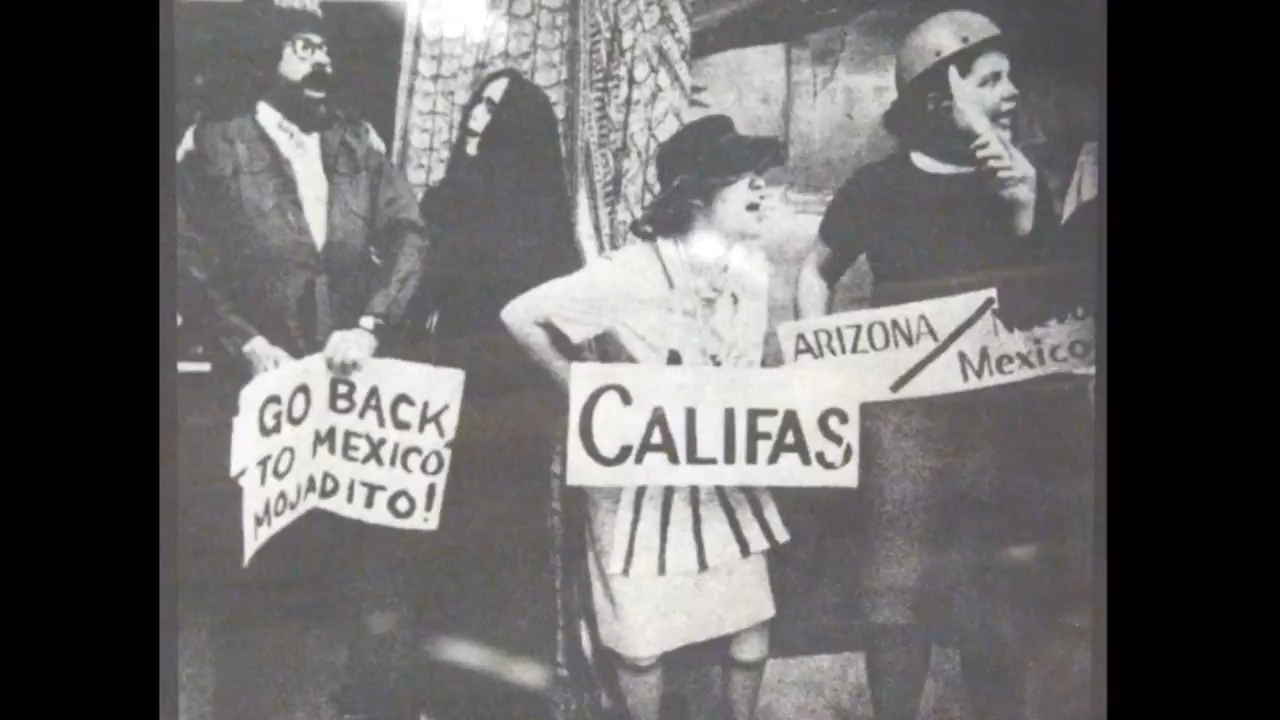 GO BACK
TO MEXICO
MOJADITO!
CALIFAS
ARIZONA /
Mexico